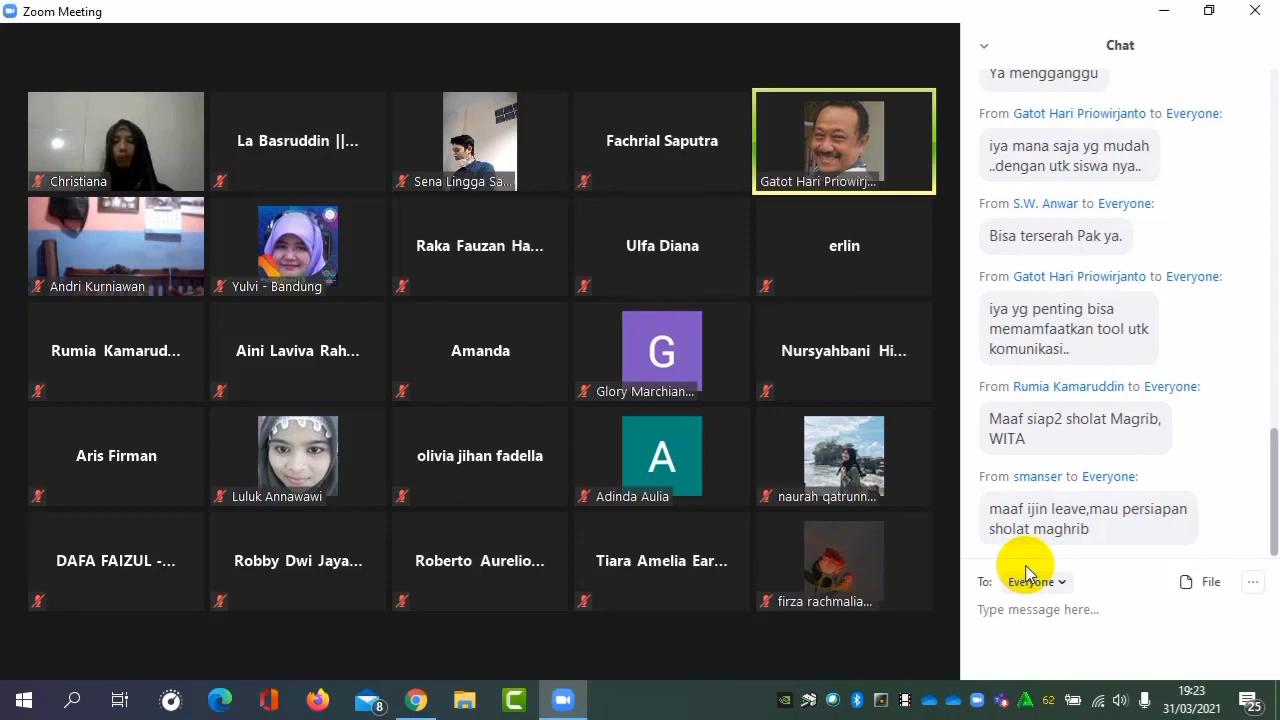 Zoom Meeting
Christiana
La Basruddin ||...
Sena Lingga Sa...
Fachrial Saputra
Gatot Hari Priowirj...
Andri Kurniawan
Yulvi - Bandung
Raka Fauzan Ha...
Ulfa Diana
erlin
Rumia Kamarud...
Aini Laviva Rah...
Amanda
G
Glory Marchian...
Nursyahbani Hi...
Aris Firman
Luluk Annawawi
olivia jihan fadella
A
Adinda Aulia
naurah qatrunn...
DAFA FAIZUL -...
Robby Dwi Jaya...
Roberto Aurelio...
Tiara Amelia Ear...
firza rachmalia...
Chat
Ya mengganggu
From Gatot Hari Priowirjanto to Everyone:
iya mana saja yg mudah
..dengan utk siswa nya..
From S.W. Anwar to Everyone:
Bisa terserah Pak ya.
From Gatot Hari Priowirjanto to Everyone:
iya yg penting bisa
memamfaatkan tool utk
komunikasi..
From Rumia Kamaruddin to Everyone:
Maaf siap2 sholat Magrib,
WITA
From smanser to Everyone:
maaf ijin leave,mau persiapan
sholat maghrib
To: Everyone
File
Type message here...
8
62
19:23
31/03/2021
25